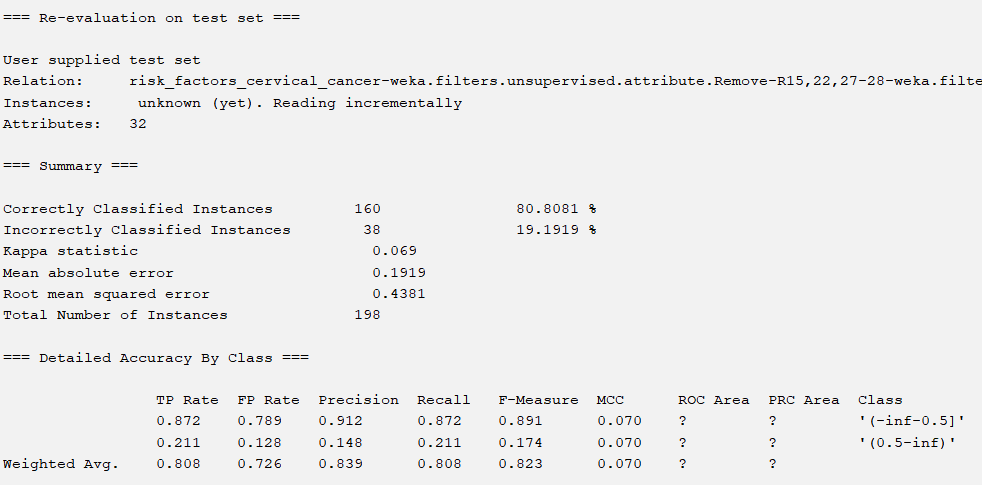 === Re-evaluation on test set ===
User supplied test set
Relation: risk_factors_cervical_cancer-weka.filters.unsupervised.attribute.Remove-R15,22,27-28-weka.filte
Instances: unknown (yet). Reading incrementally
Attributes: 32
=== Summary ===
Correctly Classified Instances 160 80.8081 %
Incorrectly Classified Instances 38 19.1919 %
Kappa statistic 0.069
Mean absolute error 0.1919
Root mean squared error 0.4381
Total Number of Instances 198
=== Detailed Accuracy By Class ===
TP Rate FP Rate Precision Recall F-Measure MCC ROC Area PRC Area Class
0.872 0.789 0.912 0.872 0.891 0.070 ? ? '(-inf-0.5]'
0.211 0.128 0.148 0.211 0.174 0.070 ? ? '(0.5-inf)'
Weighted Avg. 0.808 0.726 0.839 0.808 0.823 0.070 ? ?